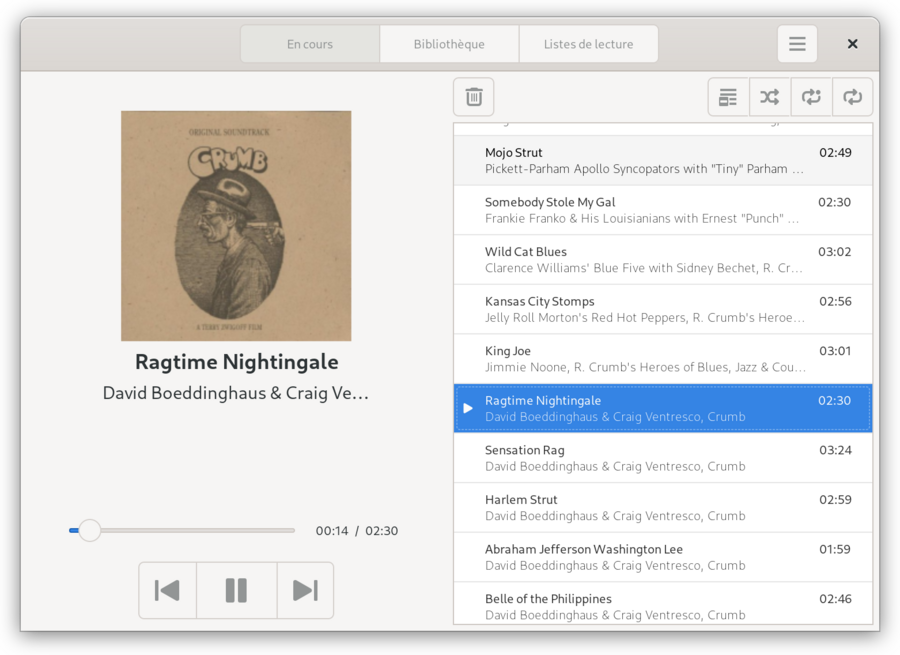 En cours
Bibliothèque
Listes de lecture
ORIGINAL SOUNDTRACK
CRUMB
A TERRY ZWIGOFF FILM
Ragtime Nightingale
David Boeddinghaus & Craig Ve…
00:14 / 02:30
Mojo Strut 02:49
Pickett-Parham Apollo Syncopators with "Tiny" Parham …
Somebody Stole My Gal 02:30
Frankie Franko & His Louisianians with Ernest "Punch" …
Wild Cat Blues 03:02
Clarence Williams' Blue Five with Sidney Bechet, R. Cr…
Kansas City Stomps 02:56
Jelly Roll Morton's Red Hot Peppers, R. Crumb's Heroe…
King Joe 03:01
Jimmie Noone, R. Crumb's Heroes of Blues, Jazz & Cou…
Ragtime Nightingale 02:30
David Boeddinghaus & Craig Ventresco, Crumb
Sensation Rag 03:24
David Boeddinghaus & Craig Ventresco, Crumb
Harlem Strut 02:59
David Boeddinghaus & Craig Ventresco, Crumb
Abraham Jefferson Washington Lee 01:59
David Boeddinghaus & Craig Ventresco, Crumb
Belle of the Philippines 02:46
David Boeddinghaus & Craig Ventresco, Crumb